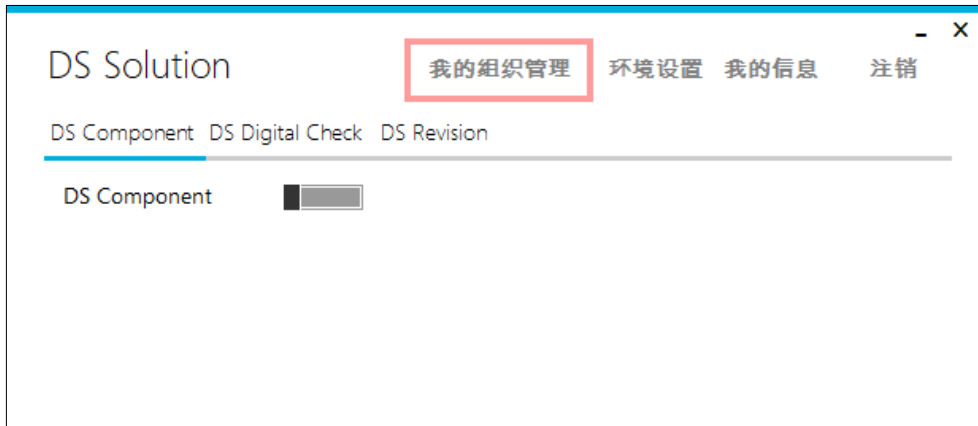 DS Solution 我的组织管理 环境设置 我的信息 注销
DS Component DS Digital Check DS Revision
DS Component